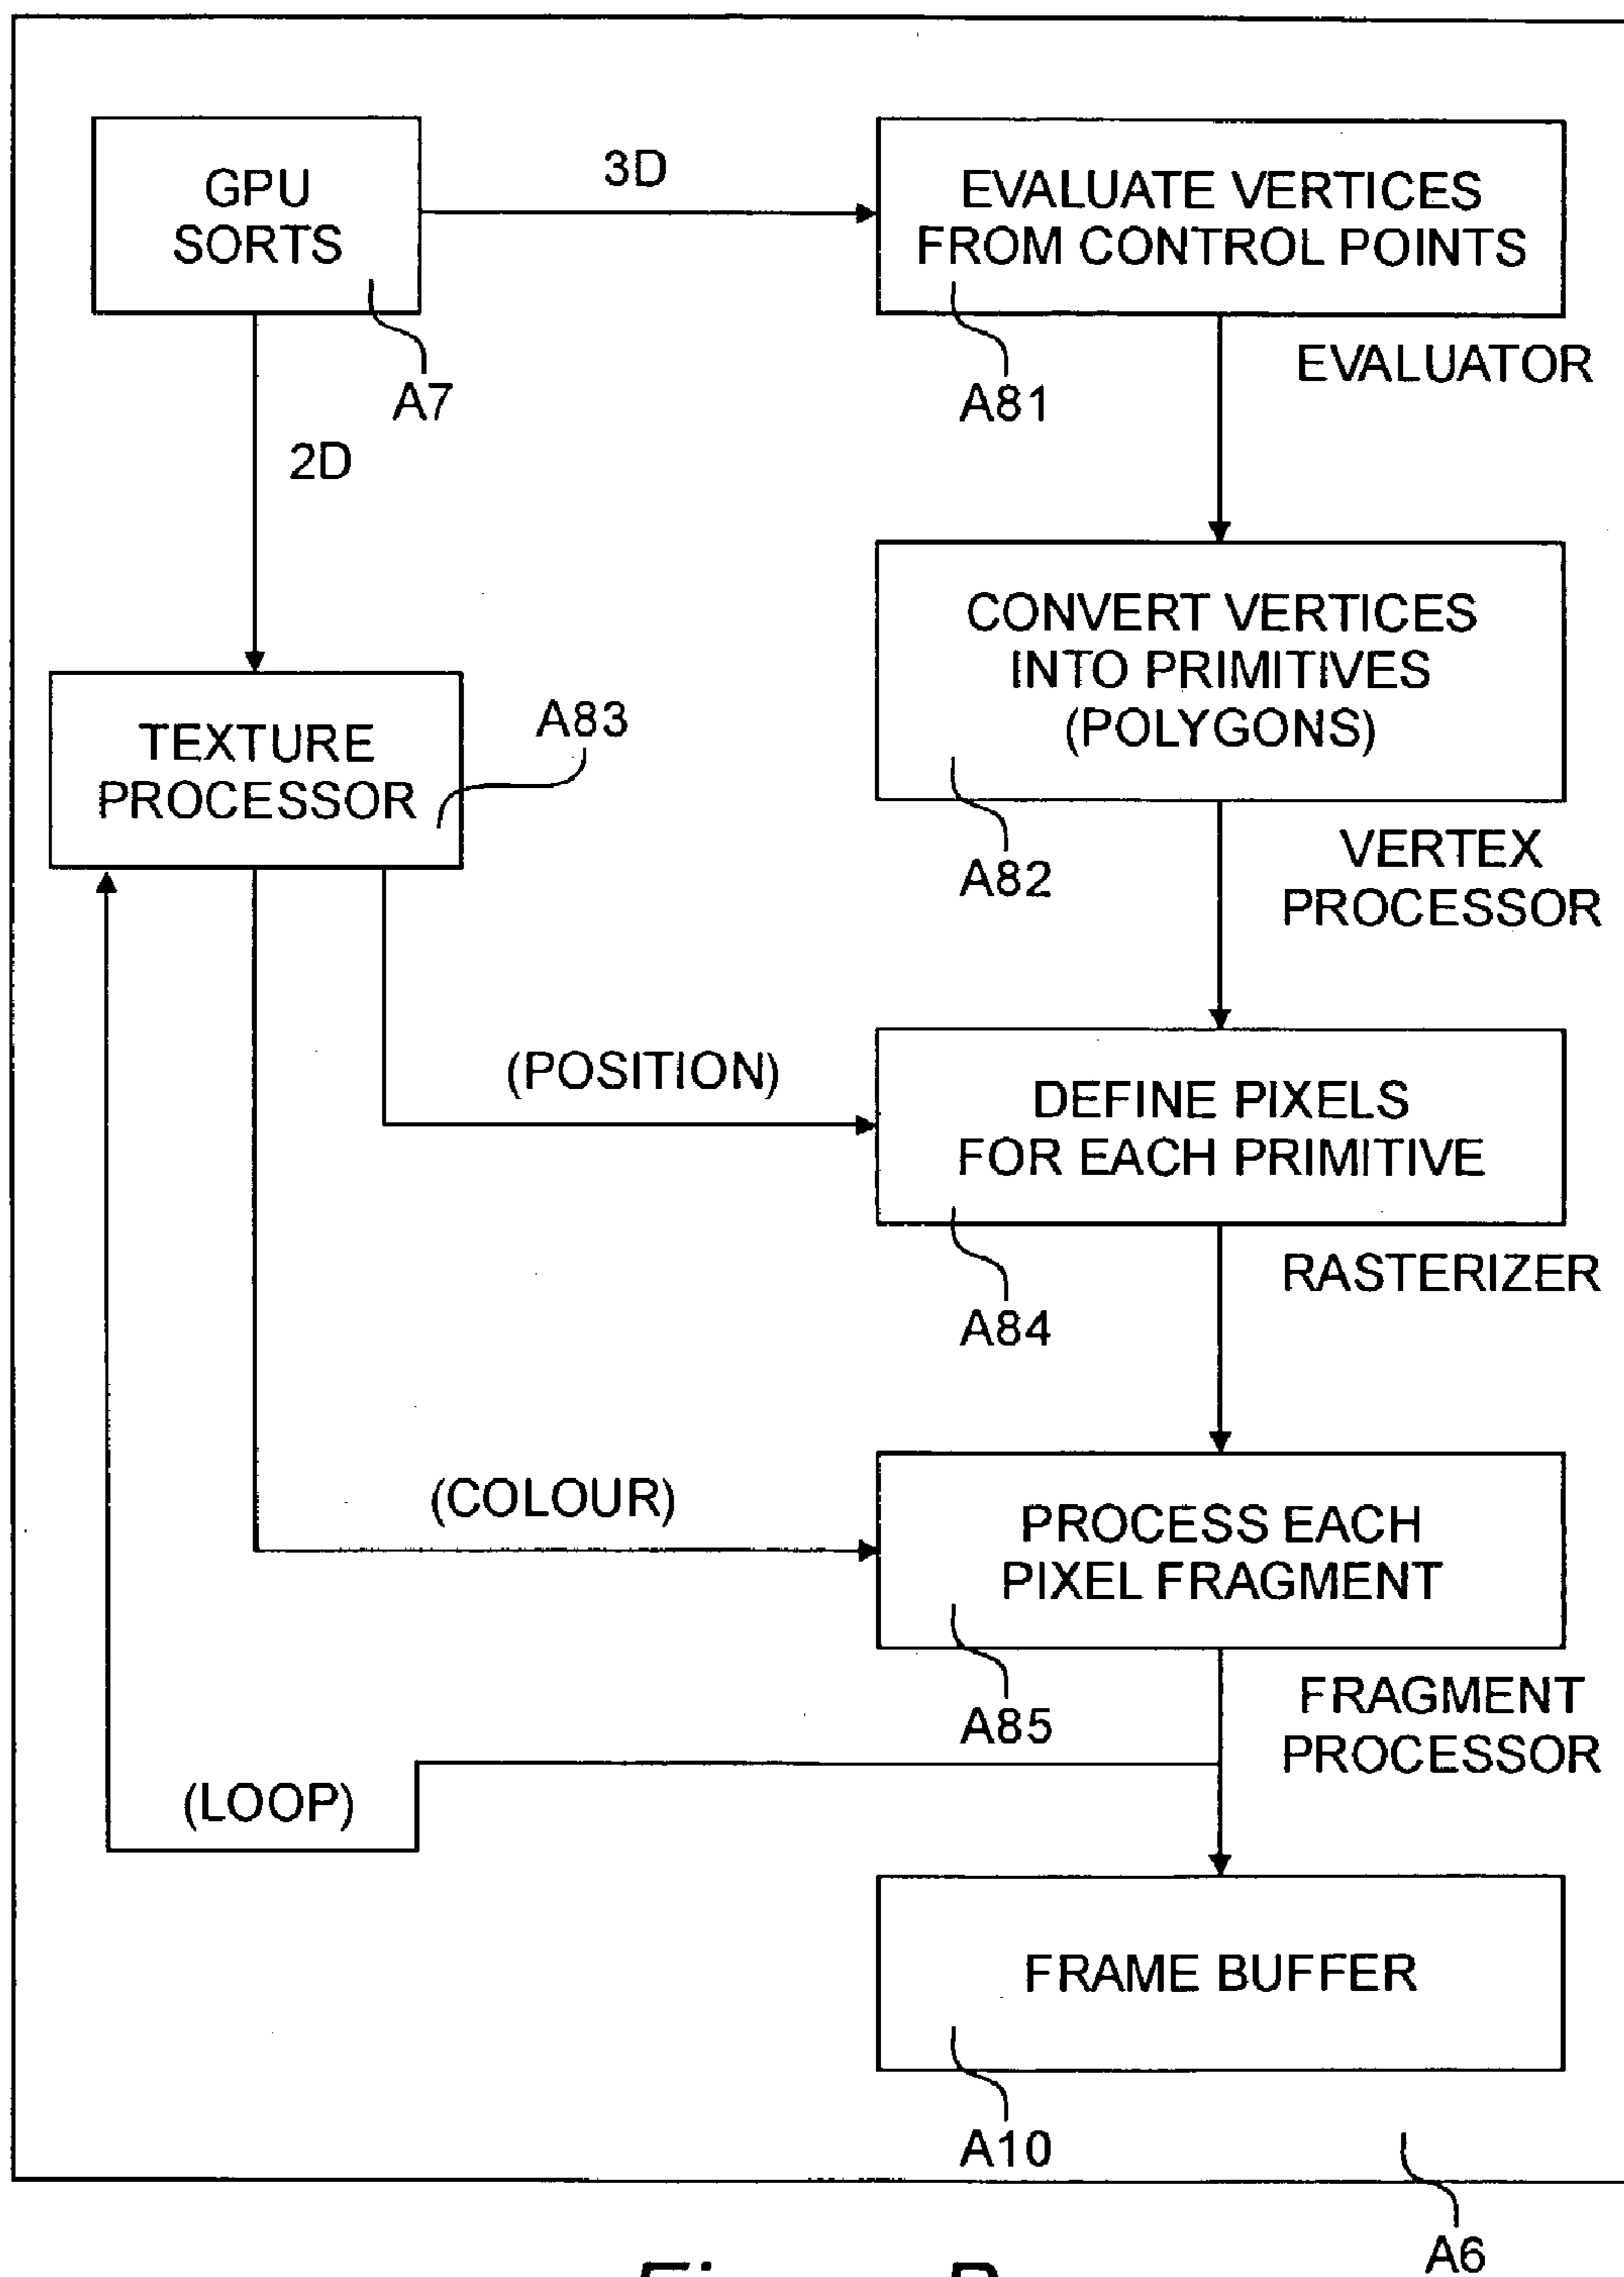 GPU
SORTS
3D
EVALUATE VERTICES
FROM CONTROL POINTS
A7
A81
EVALUATOR
2D
CONVERT VERTICES
INTO PRIMITIVES
(POLYGONS)
A83
TEXTURE
PROCESSOR
A82
VERTEX
PROCESSOR
(POSITION)
DEFINE PIXELS
FOR EACH PRIMITIVE
A84
RASTERIZER
(COLOUR)
PROCESS EACH
PIXEL FRAGMENT
A85
FRAGMENT
PROCESSOR
(LOOP)
FRAME BUFFER
A10
A6